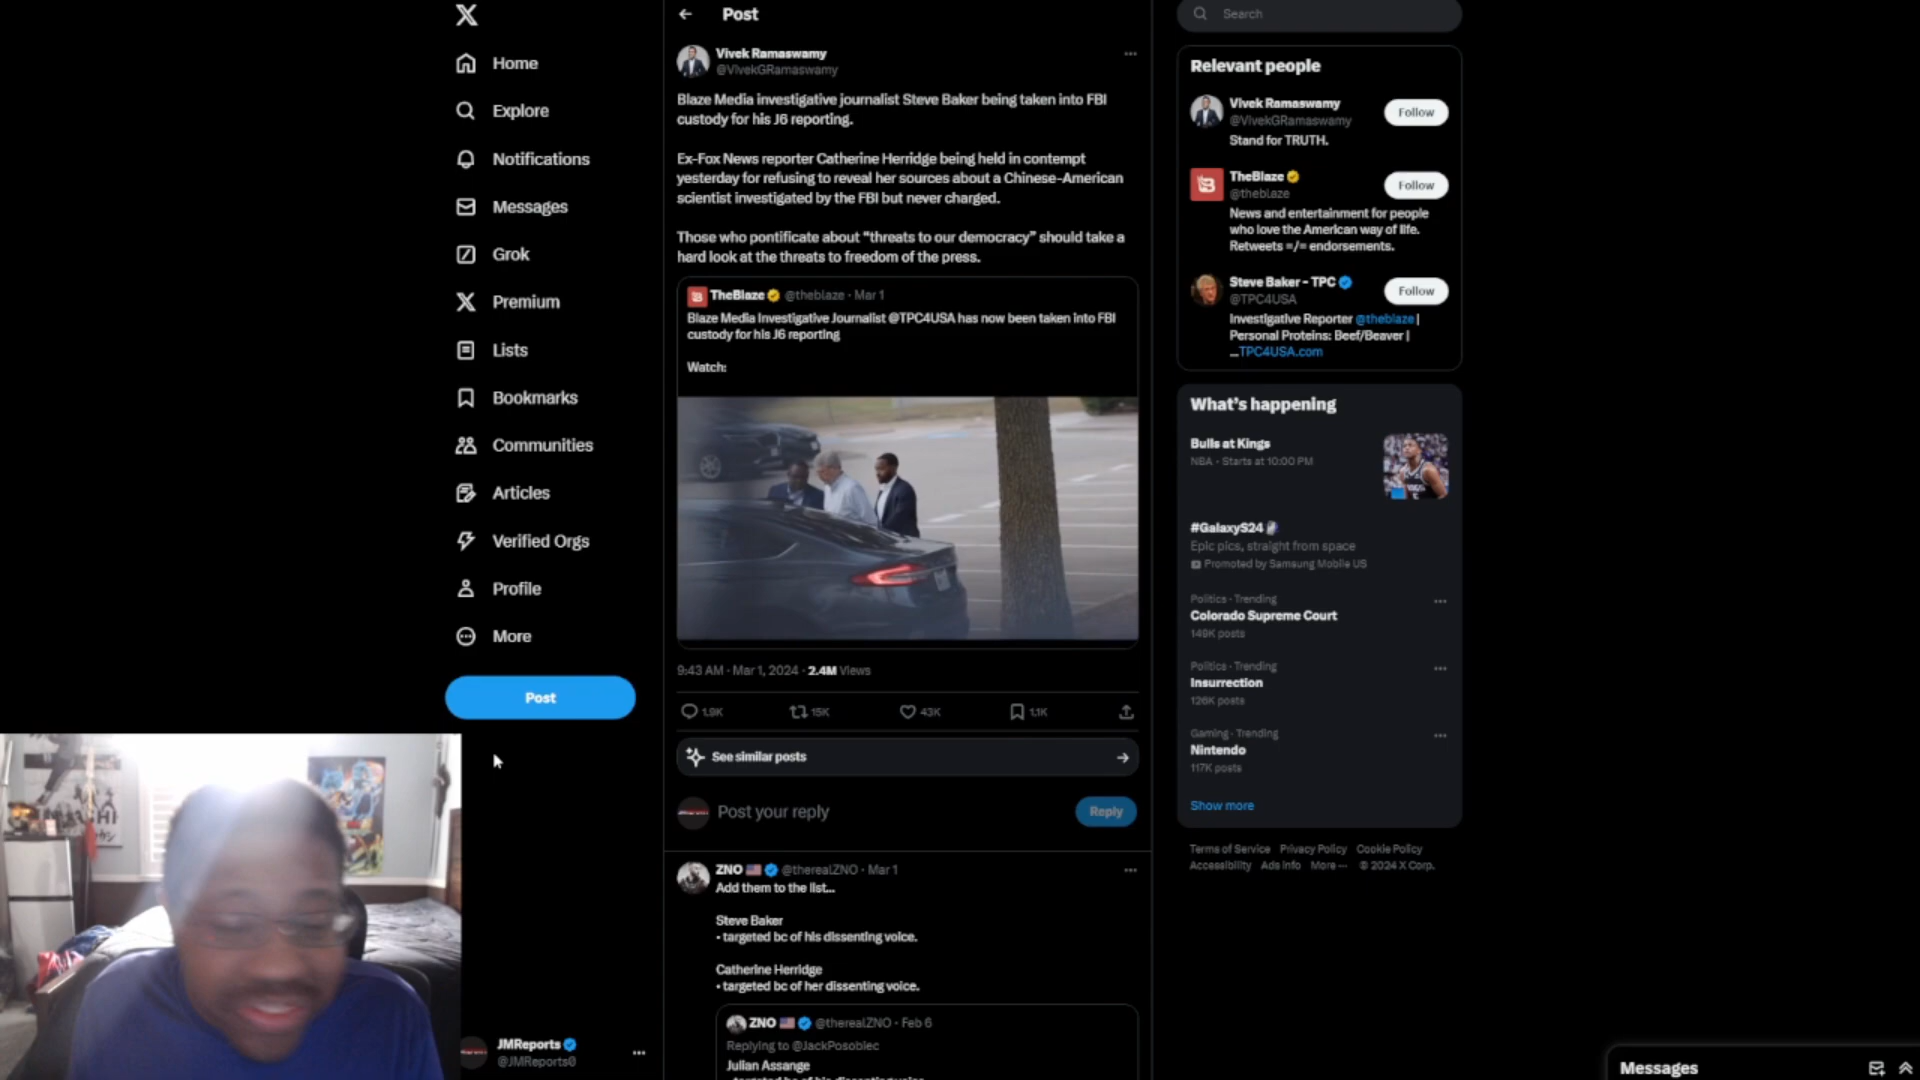 Home
Explore
Notifications
Messages
Grok
Premium
Lists
Bookmarks
Communities
Articles
Verified Orgs
Profile
More
Post
JMReports
@JMReports0
Post
Vivek Ramaswamy
@VivekGRamaswamy
Blaze Media investigative journalist Steve Baker being taken into FBI
custody for his J6 reporting.
Ex-Fox News reporter Catherine Herridge being held in contempt
yesterday for refusing to reveal her sources about a Chinese-American
scientist investigated by the FBI but never charged.
Those who pontificate about “threats to our democracy” should take a
hard look at the threats to freedom of the press.
TheBlaze @theblaze · Mar 1
Blaze Media Investigative Journalist @TPC4USA has now been taken into FBI
custody for his J6 reporting
Watch:
9:43 AM · Mar 1, 2024 · 2.4M Views
1.9K 15K 43K 1.1K
See similar posts
Post your reply
Reply
ZNO @therealZNO · Mar 1
Add them to the list...
Steve Baker
• targeted bc of his dissenting voice.
Catherine Herridge
• targeted bc of her dissenting voice.
ZNO @therealZNO · Feb 6
Replying to @JackPosobiec
Julian Assange
Search
Relevant people
Vivek Ramaswamy
@VivekGRamaswamy
Follow
Stand for TRUTH.
TheBlaze
@theblaze
Follow
News and entertainment for people
who love the American way of life.
Retweets =/= endorsements.
Steve Baker - TPC
@TPC4USA
Follow
Investigative Reporter @theblaze |
Personal Proteins: Beef/Beaver |
TPC4USA.com
What's happening
Bulls at Kings
NBA · Starts at 10:00 PM
#GalaxyS24
Epic pics, straight from space
Promoted by Samsung Mobile US
Politics · Trending
Colorado Supreme Court
149K posts
Politics · Trending
Insurrection
126K posts
Gaming · Trending
Nintendo
117K posts
Show more
Terms of Service Privacy Policy Cookie Policy
Accessibility Ads info More ··· © 2024 X Corp.
Messages